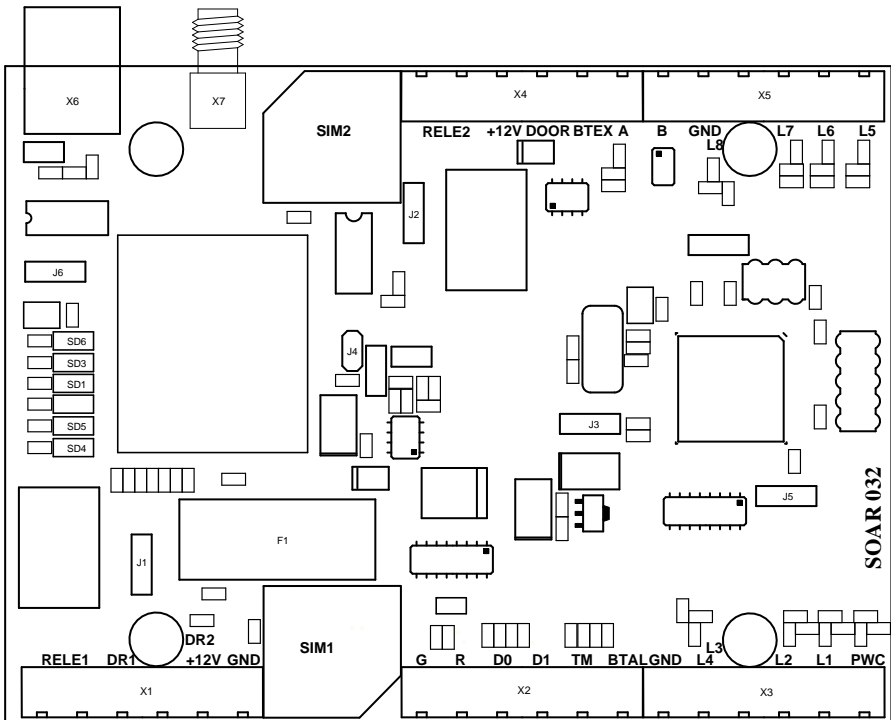 X6
X7
SIM2
X4
X5
RELE2 +12V DOOR BTEX A B GND L7 L6 L5
L8
J2
J6
SD6
J4
SD3
SD1
J3
SD5
SD4
J5
SOAR 032
F1
J1
DR2
SIM1
L3
RELE1 DR1 +12V GND G R D0 D1 TM BTAL GND L4 L2 L1 PWC
X1
X2
X3